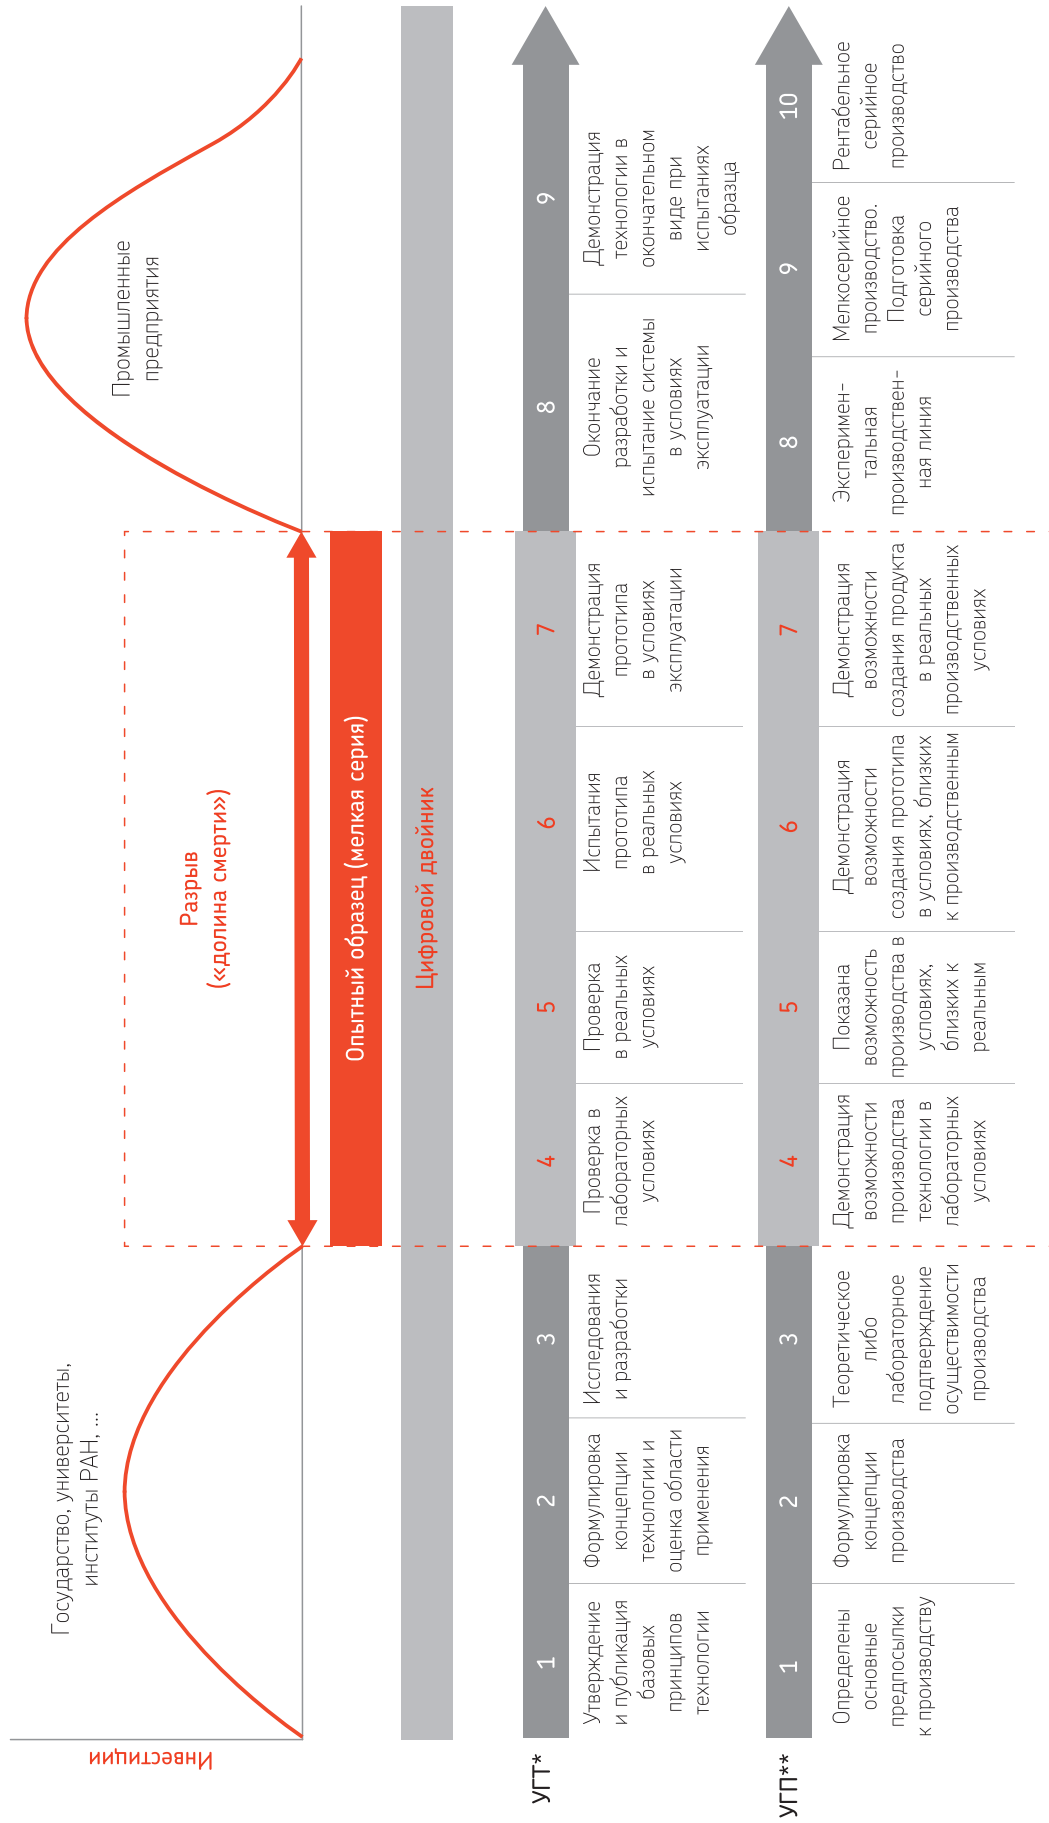 Инвестиции
Государство, университеты,
институты РАН, ...
Разрыв
(«долина смерти»)
Промышленные
предприятия
Опытный образец (мелкая серия)
Цифровой двойник
УГТ*
1
2
3
4
5
6
7
8
9
Утверждение
и публикация
базовых
принципов
технологии
Формулировка
концепции
технологии и
оценка области
применения
Исследования
и разработки
Проверка в
лабораторных
условиях
Проверка
в реальных
условиях
Испытания
прототипа
в реальных
условиях
Демонстрация
прототипа
в условиях
эксплуатации
Окончание
разработки и
испытание системы
в условиях
эксплуатации
Демонстрация
технологии в
окончательном
виде при
испытаниях
образца
УГП**
1
2
3
4
5
6
7
8
9
10
Определены
основные
предпосылки
к производству
Формулировка
концепции
производства
Теоретическое
либо
лабораторное
подтверждение
осуществимости
производства
Демонстрация
возможности
производства
технологии в
лабораторных
условиях
Показана
возможность
производства в
условиях,
близких к
реальным
Демонстрация
возможности
создания прототипа
в условиях, близких
к производственным
Демонстрация
возможности
создания продукта
в реальных
производственных
условиях
Эксперимен-
тальная
производствен-
ная линия
Мелкосерийное
производство.
Подготовка
серийного
производства
Рентабельное
серийное
производство